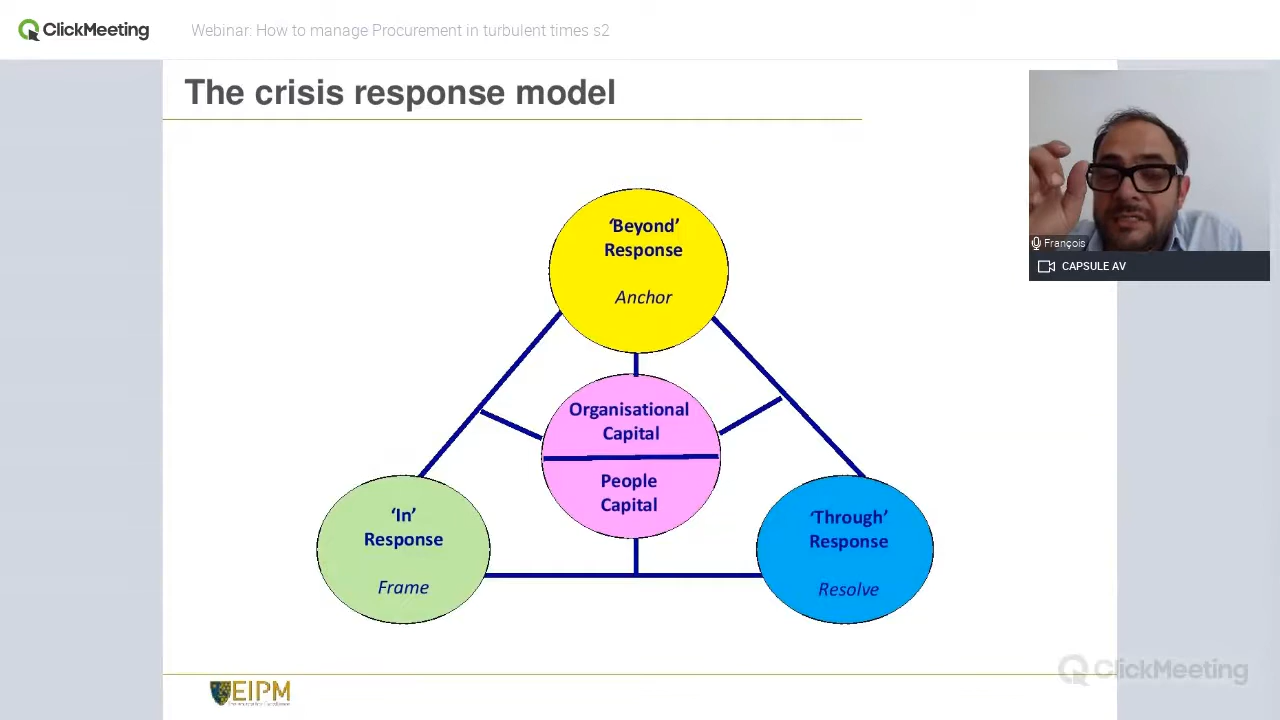 ClickMeeting
Webinar: How to manage Procurement in turbulent times s2
The crisis response model
François
CAPSULE AV
‘Beyond’
Response
Anchor
Organisational
Capital
People
Capital
‘In’
Response
Frame
‘Through’
Response
Resolve
EIPM
ClickMeeting